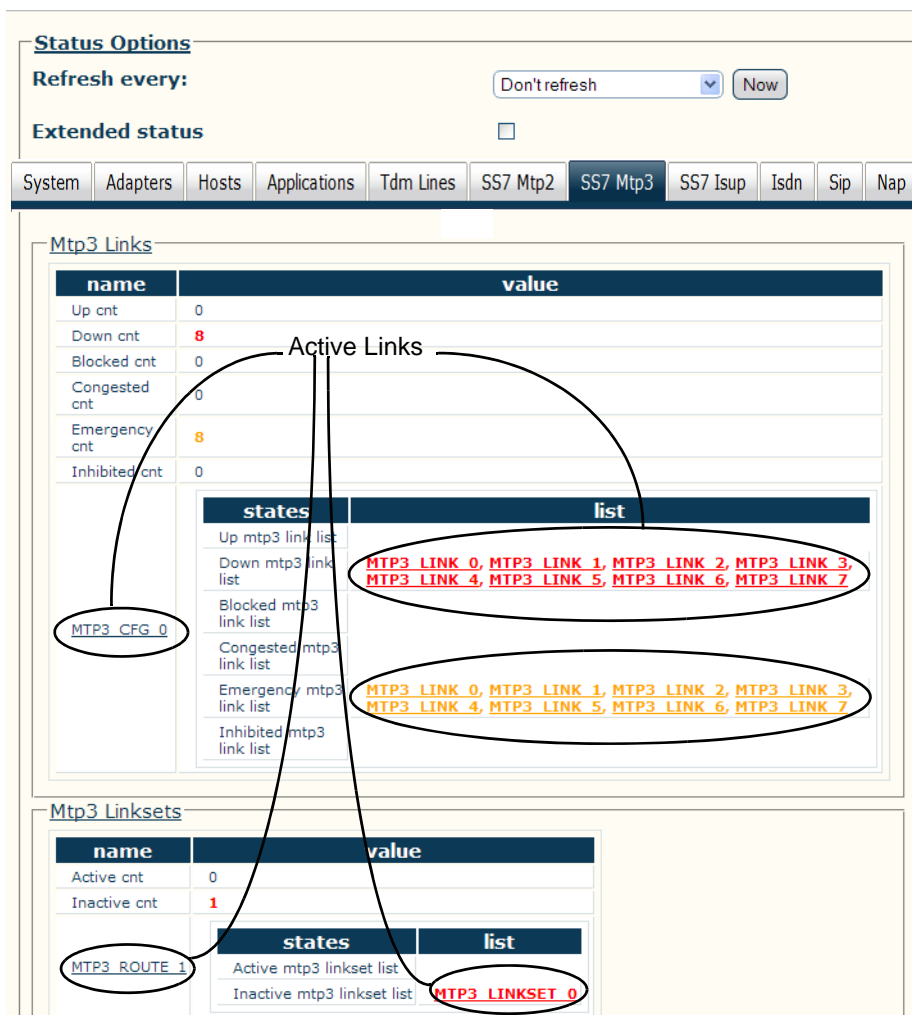 Status Options
Refresh every:
Don't refresh
Now
Extended status
System Adapters Hosts Applications Tdm Lines SS7 Mtp2 SS7 Mtp3 SS7 Isup Isdn Sip Nap
Mtp3 Links
name value
Up cnt 0
Down cnt 8
Active Links
Blocked cnt 0
Congested
cnt
0
Emergency
cnt
8
Inhibited cnt 0
MTP3_CFG_0
states list
Up mtp3 link list
Down mtp3 link
list
MTP3_LINK_0, MTP3_LINK_1, MTP3_LINK_2, MTP3_LINK_3,
MTP3_LINK_4, MTP3_LINK_5, MTP3_LINK_6, MTP3_LINK_7
Blocked mtp3
link list
Congested mtp3
link list
Emergency mtp3
link list
MTP3_LINK_0, MTP3_LINK_1, MTP3_LINK_2, MTP3_LINK_3,
MTP3_LINK_4, MTP3_LINK_5, MTP3_LINK_6, MTP3_LINK_7
Inhibited mtp3
link list
Mtp3 Linksets
name value
Active cnt 0
Inactive cnt 1
MTP3_ROUTE_1
states list
Active mtp3 linkset list
Inactive mtp3 linkset list MTP3_LINKSET_0